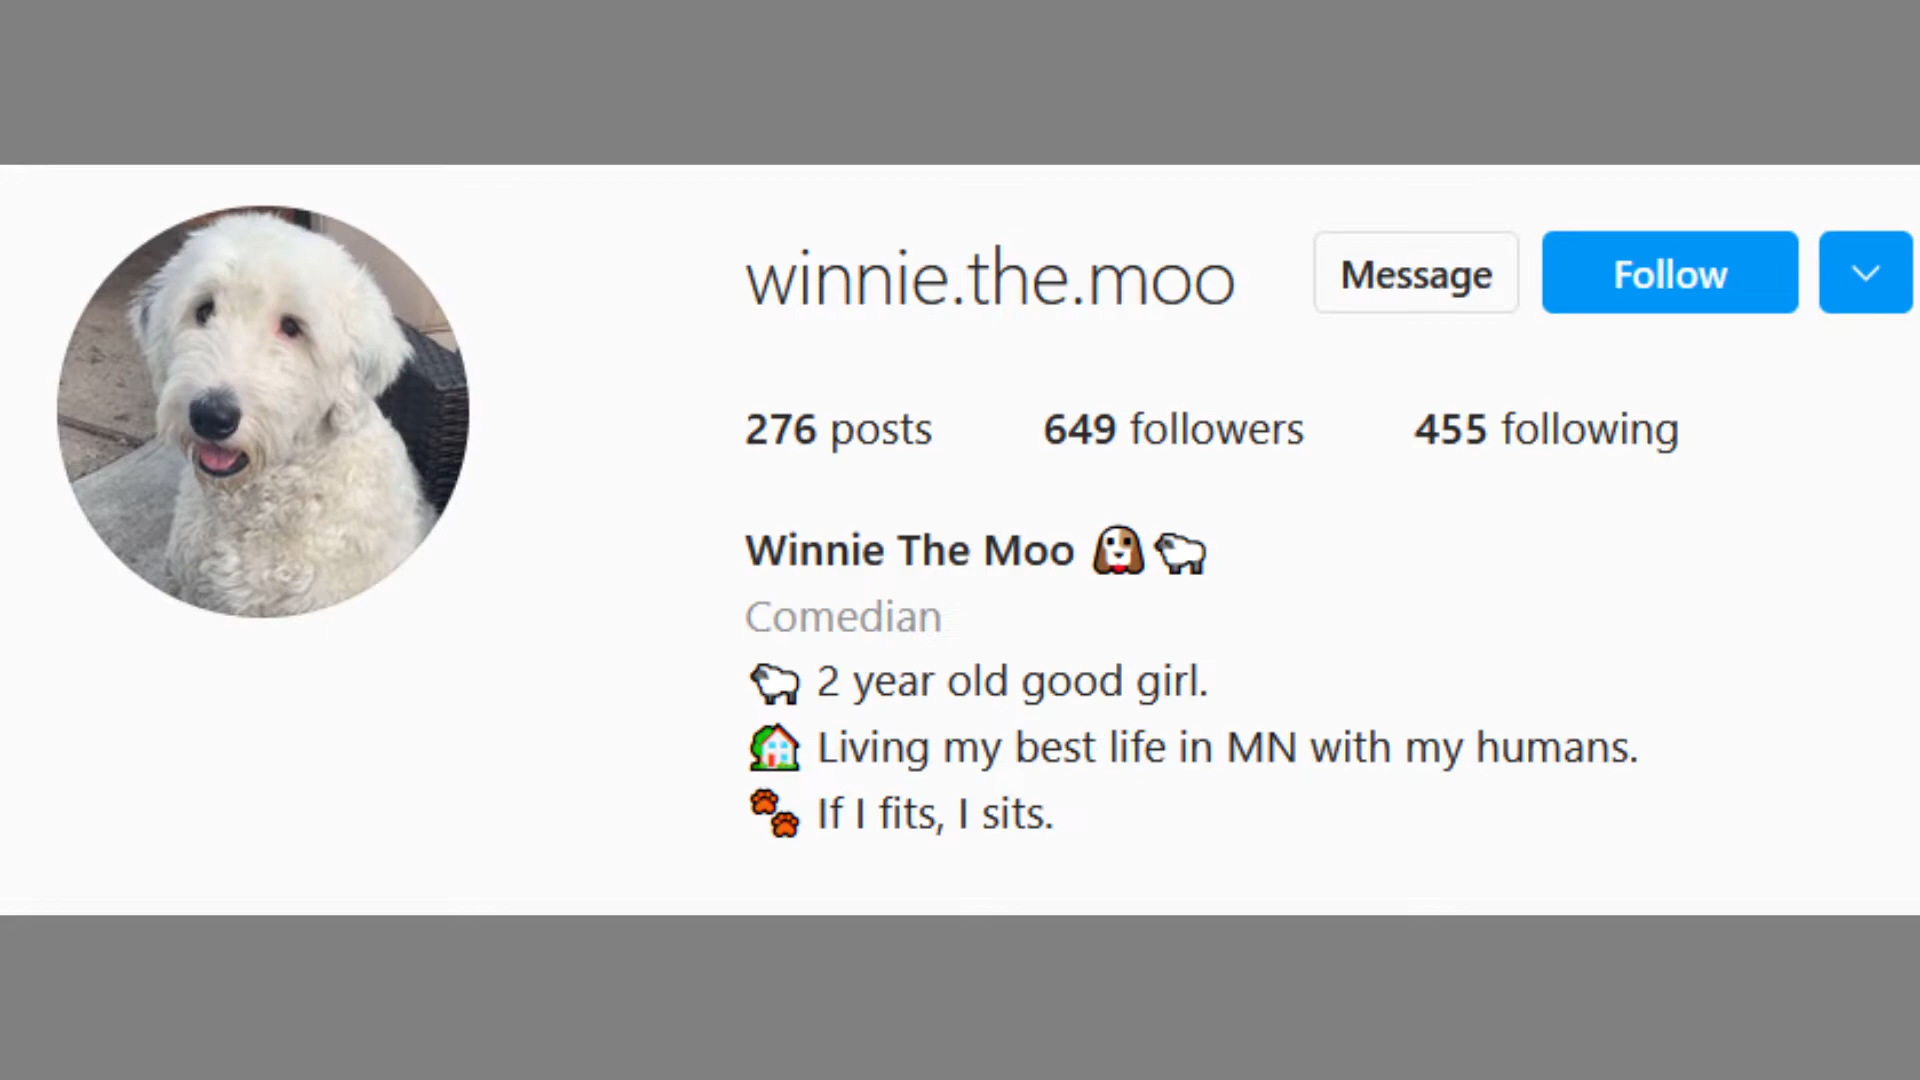 winnie.the.moo Message Follow
276 posts 649 followers 455 following
Winnie The Moo 🐶🐑
Comedian
🐑 2 year old good girl.
🏡 Living my best life in MN with my humans.
🐾 If I fits, I sits.